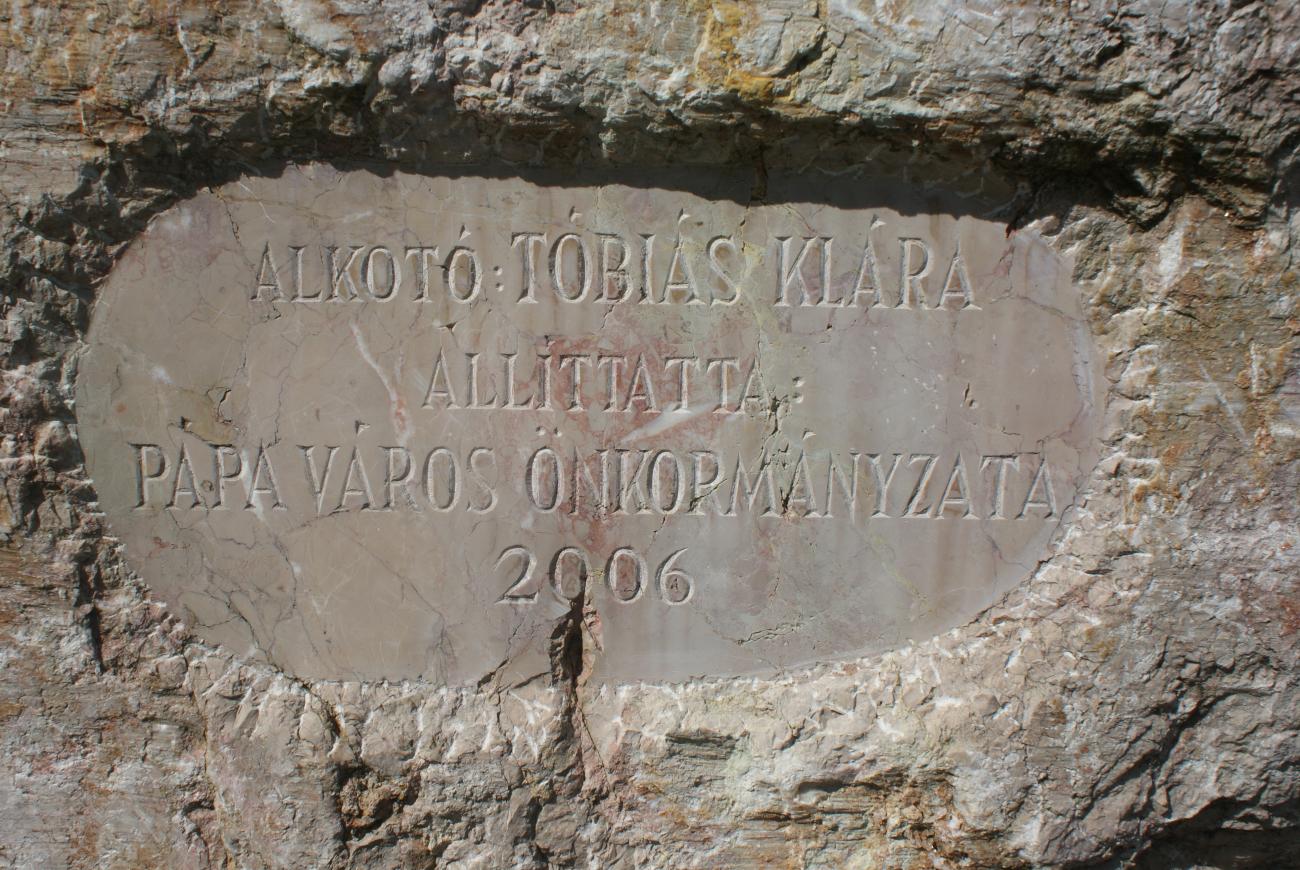 ALKOTÓ: TÓBIÁS KLÁRA
ÁLLÍTTATTA:
PÁPA VÁROS ÖNKORMÁNYZATA
2006